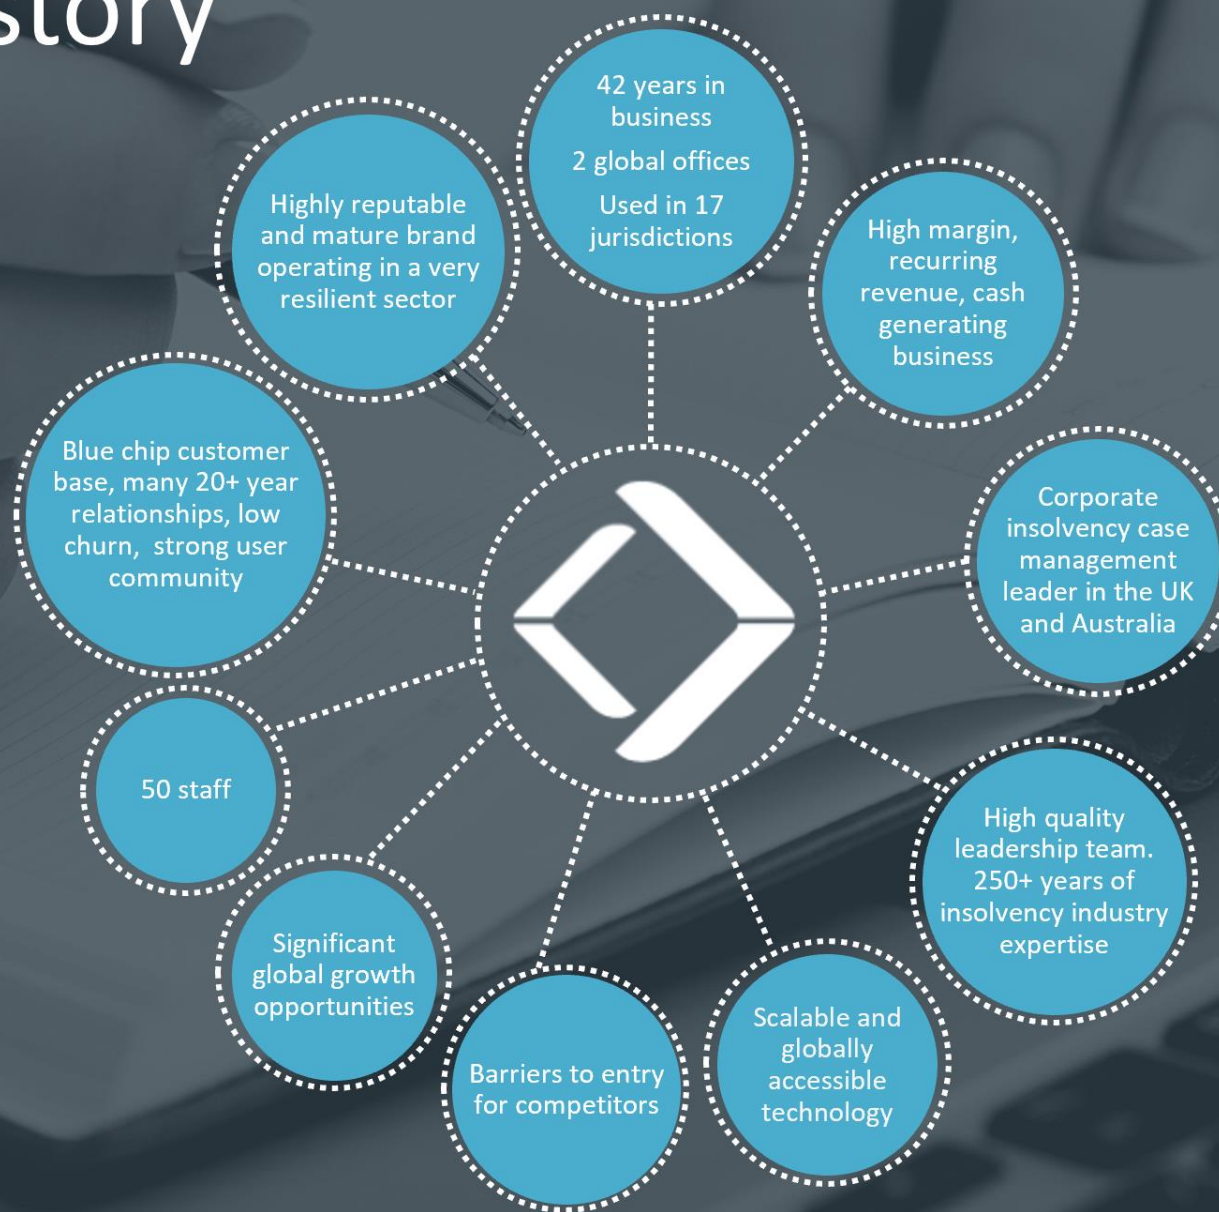 story
42 years in
business
2 global offices
Used in 17
jurisdictions
High margin,
recurring
revenue, cash
generating
business
Corporate
insolvency case
management
leader in the UK
and Australia
High quality
leadership team.
250+ years of
insolvency industry
expertise
Scalable and
globally
accessible
technology
Barriers to entry
for competitors
Significant
global growth
opportunities
50 staff
Blue chip customer
base, many 20+ year
relationships, low
churn,  strong user
community
Highly reputable
and mature brand
operating in a very
resilient sector